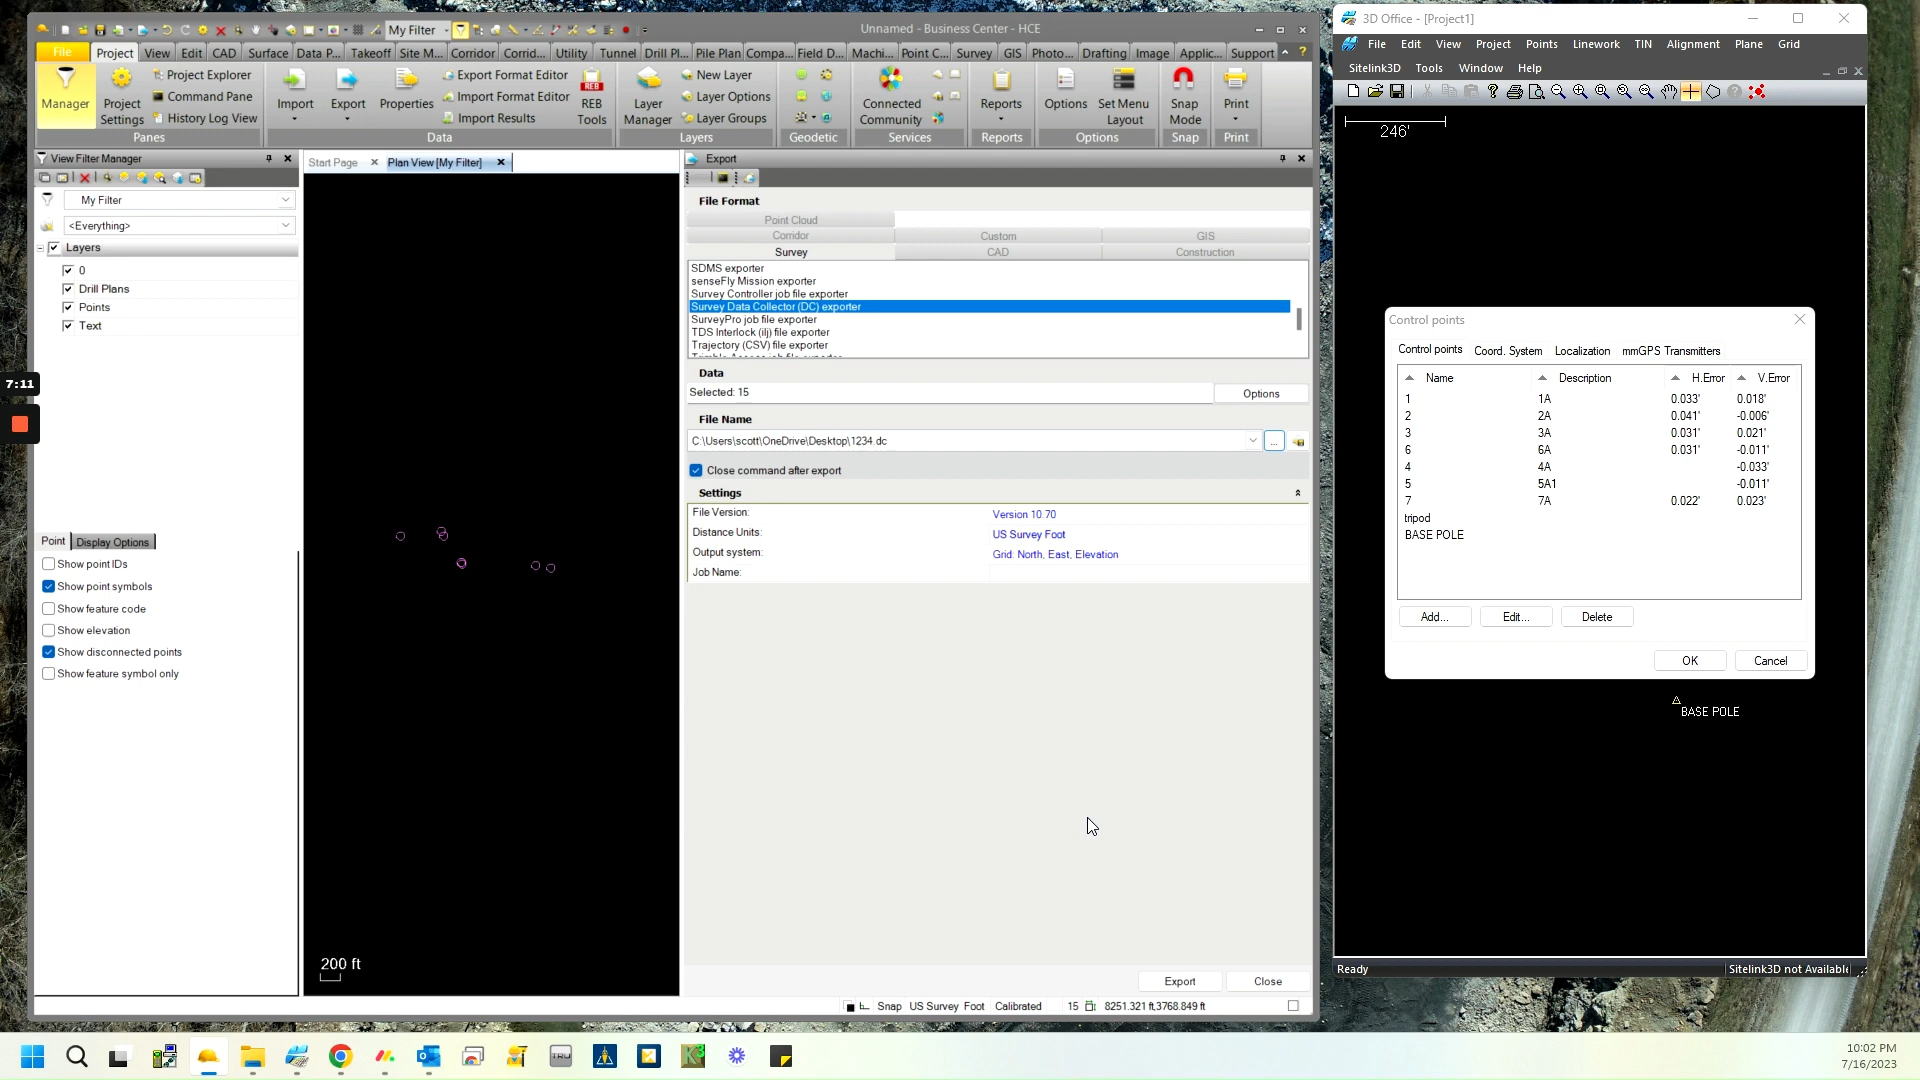 My Filter
Unnamed - Business Center - HCE
File
Project
View
Edit
CAD
Surface
Data P...
Takeoff
Site M...
Corridor
Corrid...
Utility
Tunnel
Drill Pl...
Pile Plan
Compa...
Field D...
Machi...
Point C...
Survey
GIS
Photo...
Drafting
Image
Applic...
Support
Manager
Project Settings
Project Explorer
Command Pane
History Log View
Panes
Import
Export
Properties
Export Format Editor
Import Format Editor
Import Results
REB
REB Tools
Data
Layer Manager
New Layer
Layer Options
Layer Groups
Layers
Geodetic
Connected Community
Services
Reports
Reports
Options
Set Menu Layout
Options
Snap Mode
Snap
Print
Print
View Filter Manager
My Filter
<Everything>
Layers
0
Drill Plans
Points
Text
7:11
Point
Display Options
Show point IDs
Show point symbols
Show feature code
Show elevation
Show disconnected points
Show feature symbol only
Start Page
Plan View [My Filter]
200 ft
Export
File Format
Point Cloud
Corridor
Custom
GIS
Survey
CAD
Construction
SDMS exporter
senseFly Mission exporter
Survey Controller job file exporter
Survey Data Collector (DC) exporter
SurveyPro job file exporter
TDS Interlock (ilj) file exporter
Trajectory (CSV) file exporter
Data
Selected: 15
Options
File Name
C:\Users\scott\OneDrive\Desktop\1234.dc
...
Close command after export
Settings
File Version:
Version 10.70
Distance Units:
US Survey Foot
Output system:
Grid: North, East, Elevation
Job Name:
Export
Close
Snap
US Survey Foot
Calibrated
15
8251.321 ft,3768.849 ft
3D Office - [Project1]
File
Edit
View
Project
Points
Linework
TIN
Alignment
Plane
Grid
Sitelink3D
Tools
Window
Help
246'
Control points
Control points
Coord. System
Localization
mmGPS Transmitters
Name
Description
H.Error
V.Error
1 1A 0.033' 0.018'
2 2A 0.041' -0.006'
3 3A 0.031' 0.021'
6 6A 0.031' -0.011'
4 4A -0.033'
5 5A1 -0.011'
7 7A 0.022' 0.023'
tripod
BASE POLE
Add...
Edit...
Delete
OK
Cancel
BASE POLE
Ready
Sitelink3D not Availabl
TRU
10:02 PM
7/16/2023